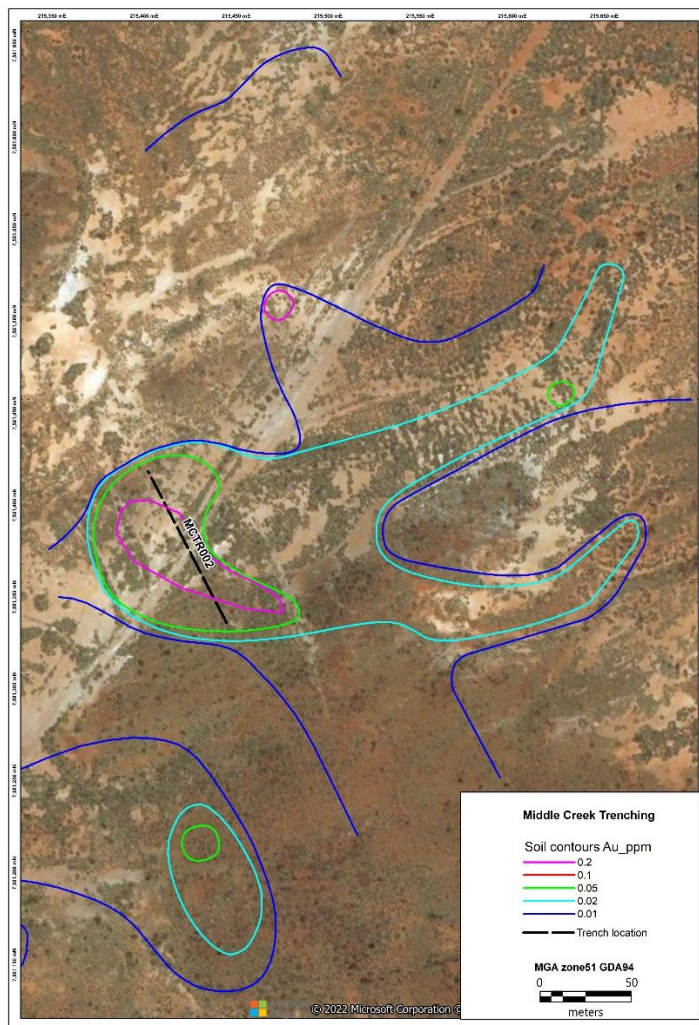 215,350 mE 215,400 mE 215,450 mE 215,500 mE 215,550 mE 215,600 mE 215,650 mE
MCTR002
Middle Creek Trenching
Soil contours Au_ppm
0.2
0.1
0.05
0.02
0.01
Trench location
MGA zone51 GDA94
0 50
meters
© 2022 Microsoft Corporation ©